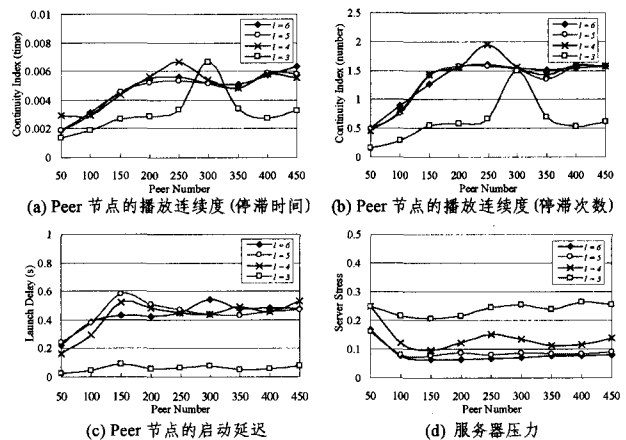 Continuity Index (time)
0.01
0.008
0.006
0.004
0.002
0
50 100 150 200 250 300 350 400 450
Peer Number
l = 6
l = 5
l = 4
l = 3
(a) Peer 节点的播放连续度(停滞时间)
Continuity Index (number)
2.5
2
1.5
1
0.5
0
50 100 150 200 250 300 350 400 450
Peer Number
l = 6
l = 5
l = 4
l = 3
(b) Peer 节点的播放连续度(停滞次数)
Launch Delay (s)
1
0.8
0.6
0.4
0.2
0
50 100 150 200 250 300 350 400 450
Peer Number
l = 6
l = 5
l = 4
l = 3
(c) Peer 节点的启动延迟
Server Stress
0.5
0.4
0.3
0.2
0.1
0
50 100 150 200 250 300 350 400 450
Peer Number
l = 6
l = 5
l = 4
l = 3
(d) 服务器压力